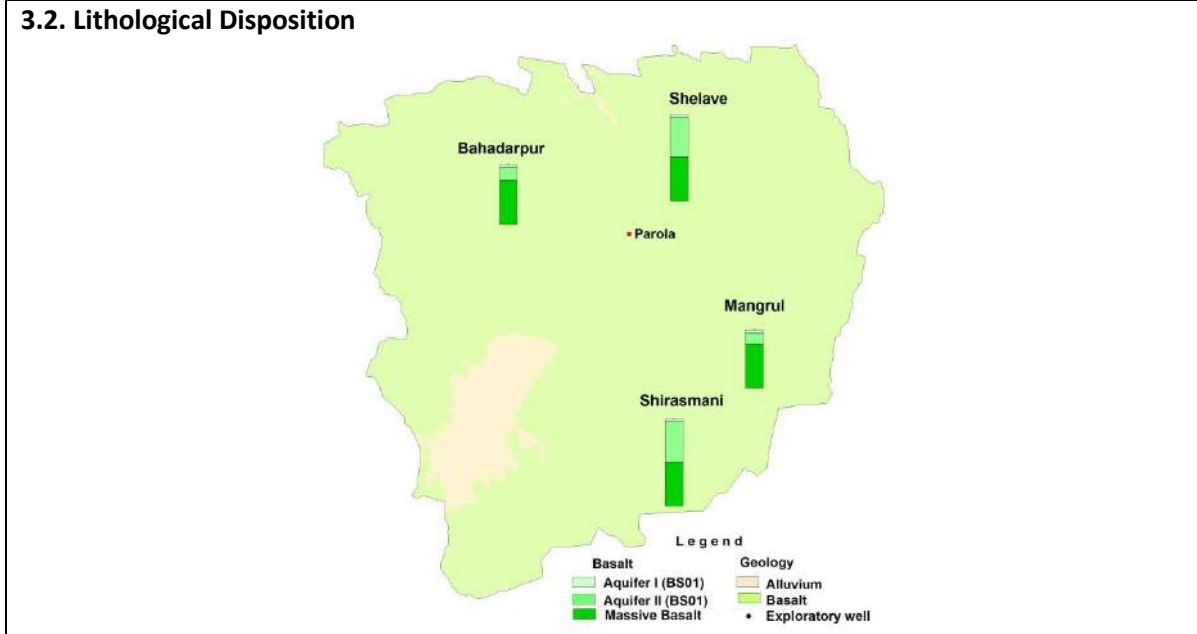 3.2. Lithological Disposition
Shelave
Bahadarpur
Parola
Mangrul
Shirasmani
Legend
Basalt
Aquifer I (BS01)
Aquifer II (BS01)
Massive Basalt
Geology
Alluvium
Basalt
Exploratory well